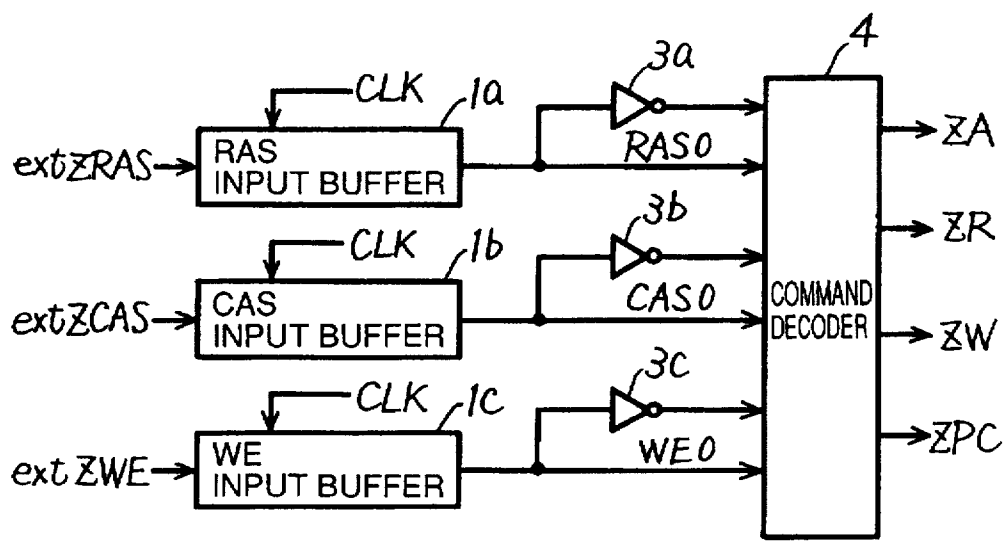 4
3a
CLK
1a
extZRAS
RAS
INPUT BUFFER
RAS0
ZA
3b
CLK
1b
ZR
extZCAS
CAS
INPUT BUFFER
CAS0
COMMAND
DECODER
ZW
3c
CLK
1c
extZWE
WE
INPUT BUFFER
WE0
ZPC